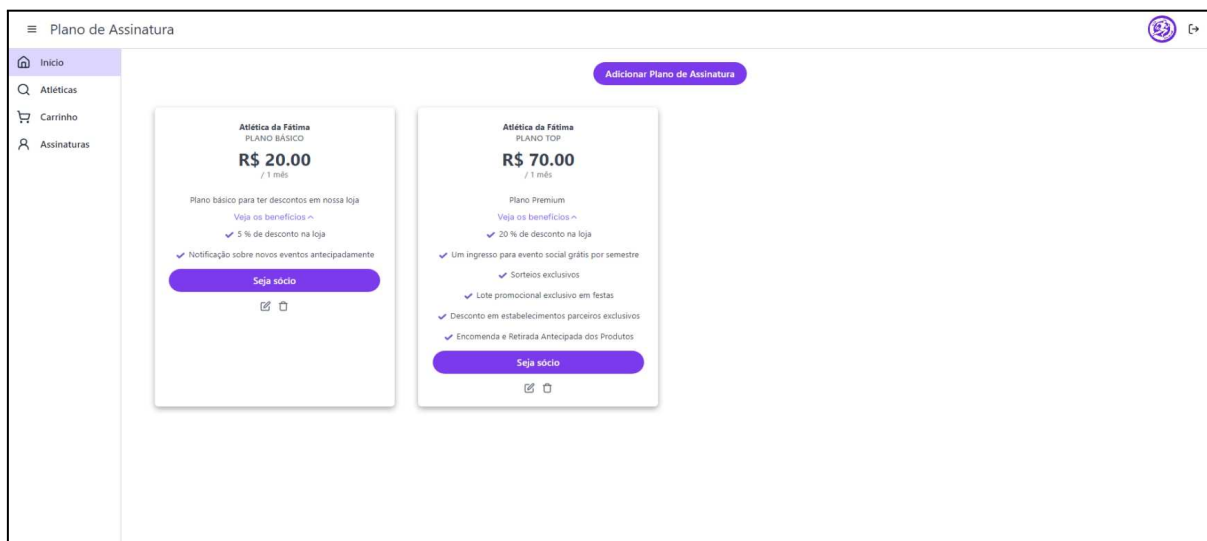 Plano de Assinatura
Início
Atléticas
Carrinho
Assinaturas
Adicionar Plano de Assinatura
Atlética da Fátima
PLANO BÁSICO
R$ 20.00
/ 1 mês
Plano básico para ter descontos em nossa loja
Veja os benefícios
5 % de desconto na loja
Notificação sobre novos eventos antecipadamente
Seja sócio
Atlética da Fátima
PLANO TOP
R$ 70.00
/ 1 mês
Plano Premium
Veja os benefícios
20 % de desconto na loja
Um ingresso para evento social grátis por semestre
Sorteios exclusivos
Lote promocional exclusivo em festas
Desconto em estabelecimentos parceiros exclusivos
Encomenda e Retirada Antecipada dos Produtos
Seja sócio